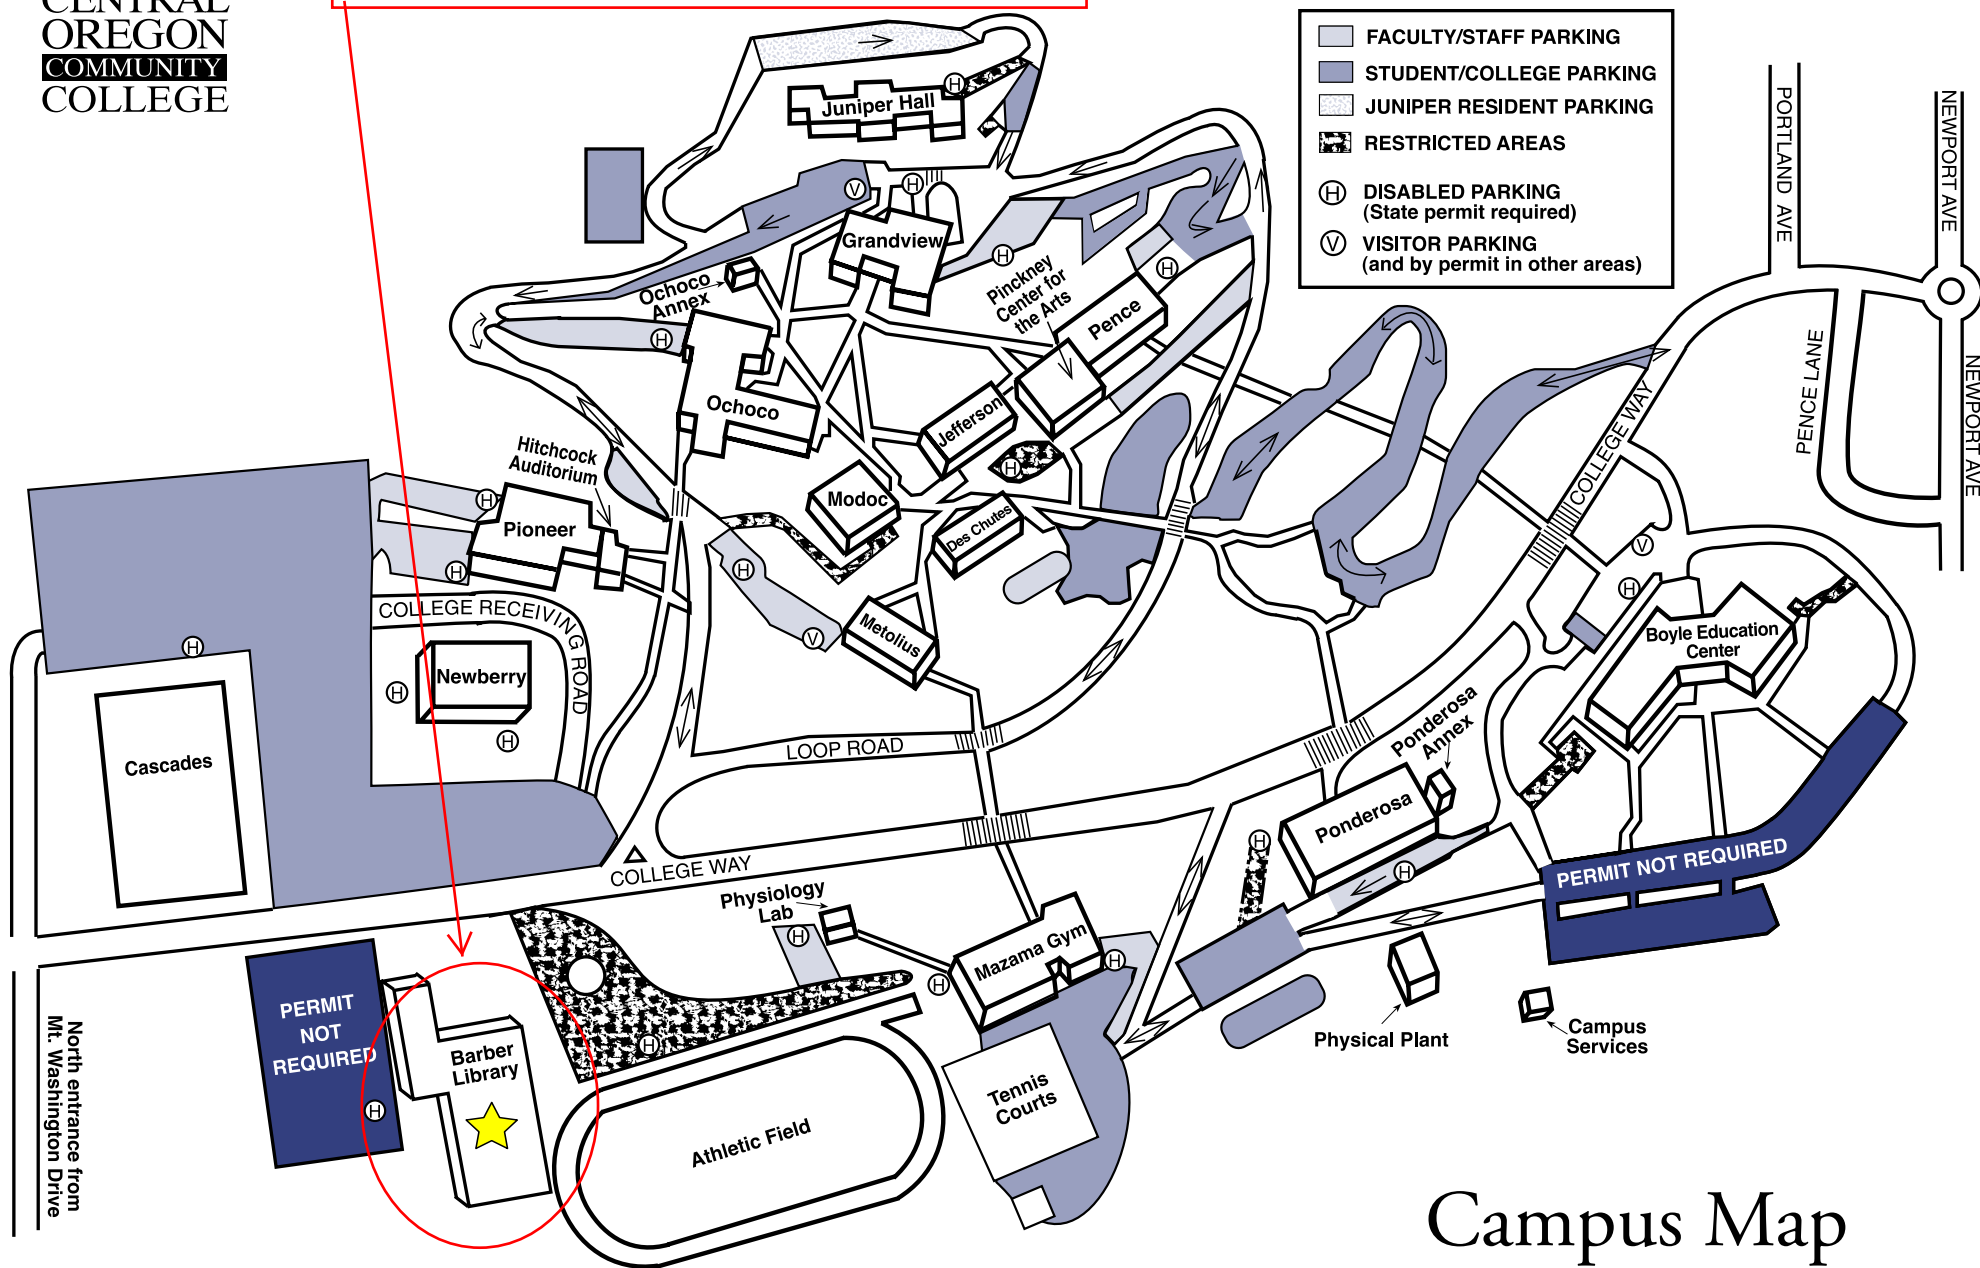 CENTRAL
OREGON
COMMUNITY
COLLEGE
FACULTY/STAFF PARKING
STUDENT/COLLEGE PARKING
JUNIPER RESIDENT PARKING
RESTRICTED AREAS
H DISABLED PARKING
(State permit required)
V VISITOR PARKING
(and by permit in other areas)
PORTLAND AVE
NEWPORT AVE
NEWPORT AVE
PENCE LANE
COLLEGE WAY
Juniper Hall
H
V
H
Grandview
H
H
Ochoco
Annex
H
Pinckney
Center for
the Arts
Pence
Ochoco
Jefferson
H
Hitchcock
Auditorium
H
Pioneer
H
Modoc
Des Chutes
H
V
Metolius
V
H
Boyle Education
Center
COLLEGE RECEIVING ROAD
H
Newberry
H
H
Cascades
LOOP ROAD
Ponderosa
Annex
Ponderosa
H
H
PERMIT NOT REQUIRED
COLLEGE WAY
Physiology
Lab
H
Mazama Gym
H
H
Physical Plant
Campus
Services
PERMIT
NOT
REQUIRED
H
Barber
Library
H
Tennis
Courts
Athletic Field
North entrance from
Mt. Washington Drive
Campus Map